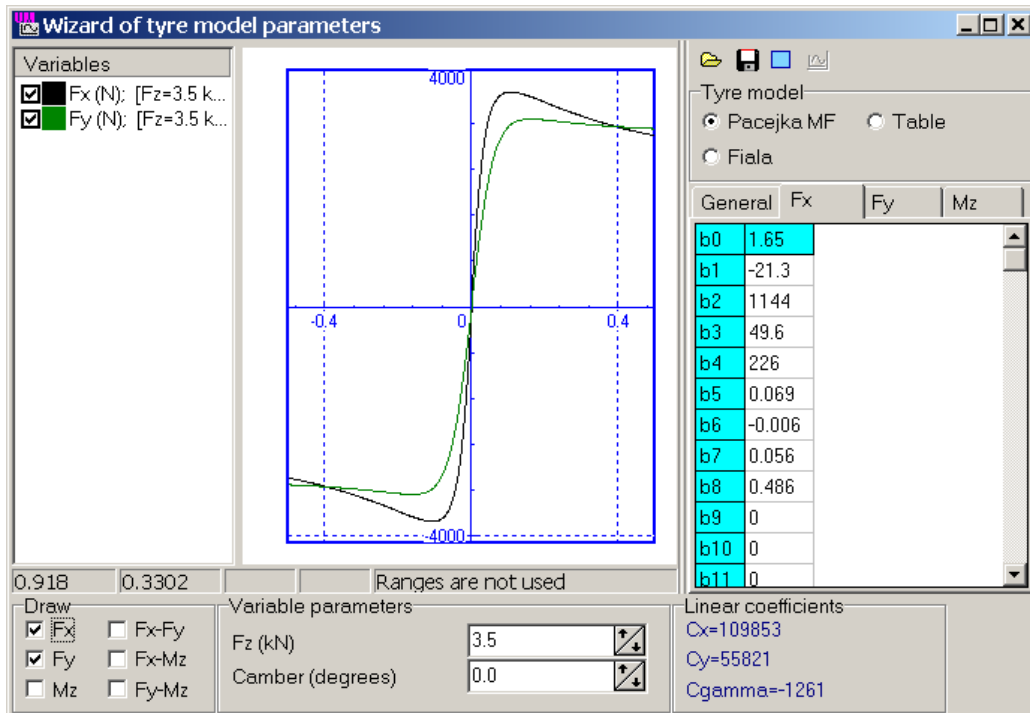 Wizard of tyre model parameters
Variables
Fx (N); [Fz=3.5 k...
Fy (N); [Fz=3.5 k...
4000
-0.4
0
0.4
-4000
Tyre model
Pacejka MF
Table
Fiala
General
Fx
Fy
Mz
b0 1.65
b1 -21.3
b2 1144
b3 49.6
b4 226
b5 0.069
b6 -0.006
b7 0.056
b8 0.486
b9 0
b10 0
b11 0
0.918
0.3302
Ranges are not used
Draw
Fx
Fx-Fy
Fy
Fx-Mz
Mz
Fy-Mz
Variable parameters
Fz (kN)
3.5
Camber (degrees)
0.0
Linear coefficients
Cx=109853
Cy=55821
Cgamma=-1261